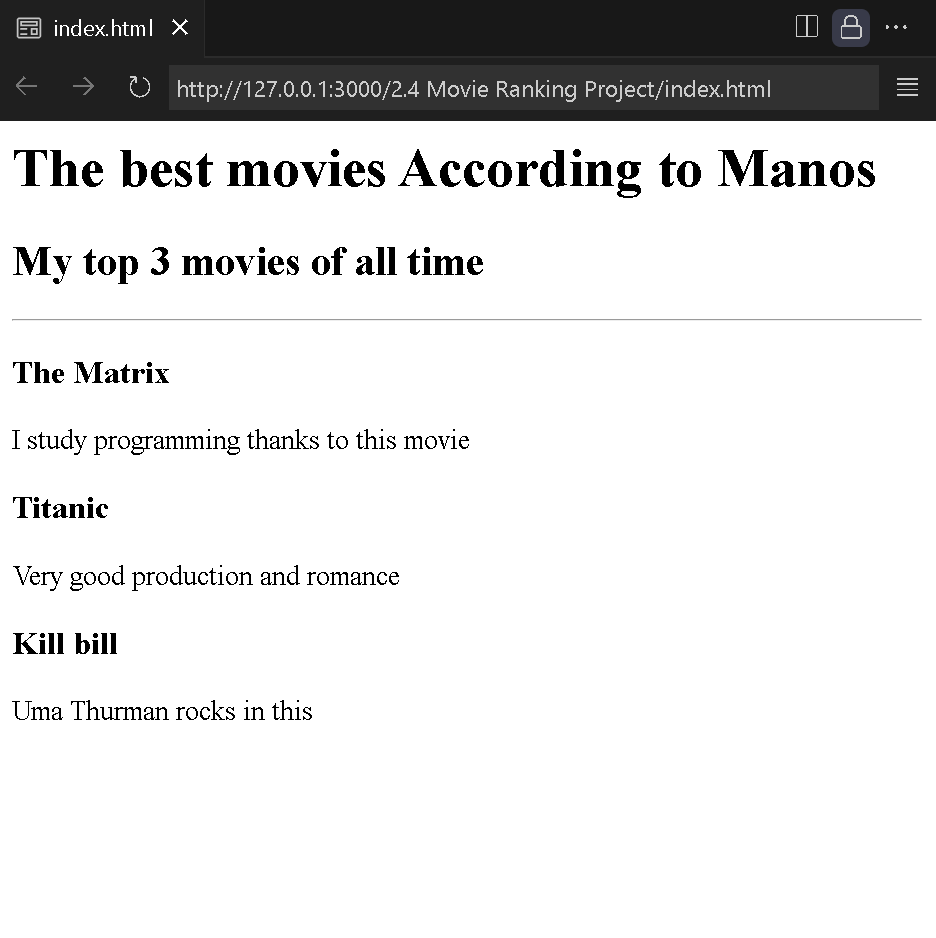 index.html
http://127.0.0.1:3000/2.4 Movie Ranking Project/index.html
The best movies According to Manos
My top 3 movies of all time
The Matrix
I study programming thanks to this movie
Titanic
Very good production and romance
Kill bill
Uma Thurman rocks in this